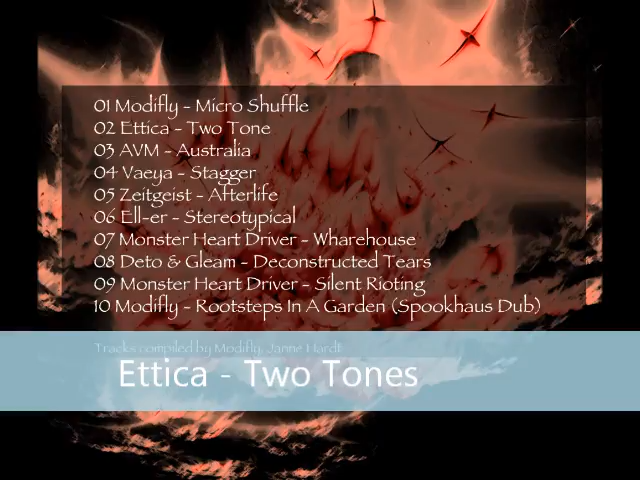 01 Modifly - Micro Shuffle
02 Ettica - Two Tone
03 AVM - Australia
04 Vaeya - Stagger
05 Zeitgeist - Afterlife
06 Ell-er - Stereotypical
07 Monster Heart Driver - Wharehouse
08 Deto & Gleam - Deconstructed Tears
09 Monster Heart Driver - Silent Rioting
10 Modifly - Rootsteps In A Garden (Spookhaus Dub)
Tracks compiled by Modifly, Janne Hardt
Ettica - Two Tones